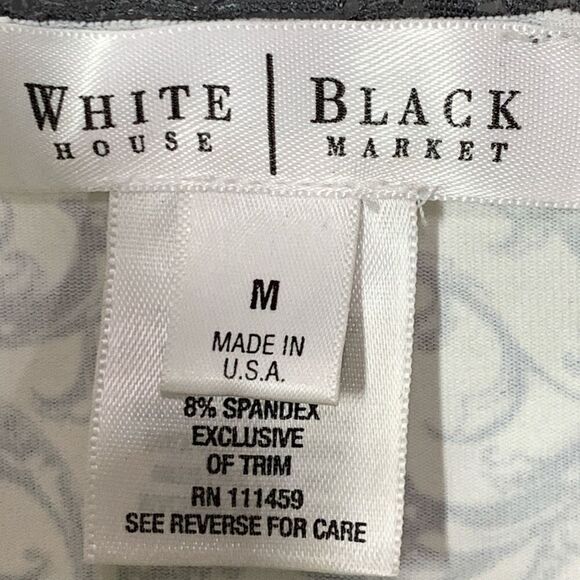 WHITE | BLACK
HOUSE MARKET
M
MADE IN
U.S.A.
8% SPANDEX
EXCLUSIVE
OF TRIM
RN 111459
SEE REVERSE FOR CARE